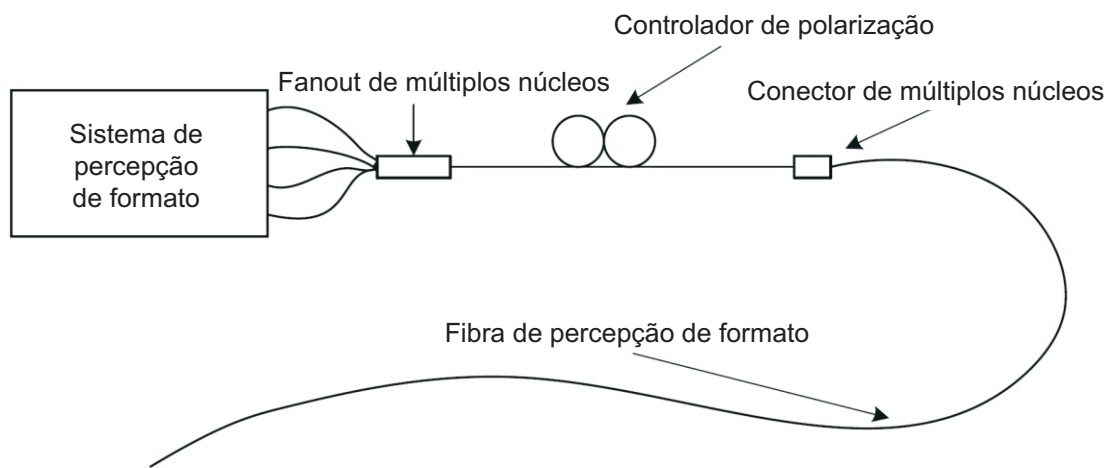 Controlador de polarização
Fanout de múltiplos núcleos
Conector de múltiplos núcleos
Sistema de
percepção
de formato
Fibra de percepção de formato